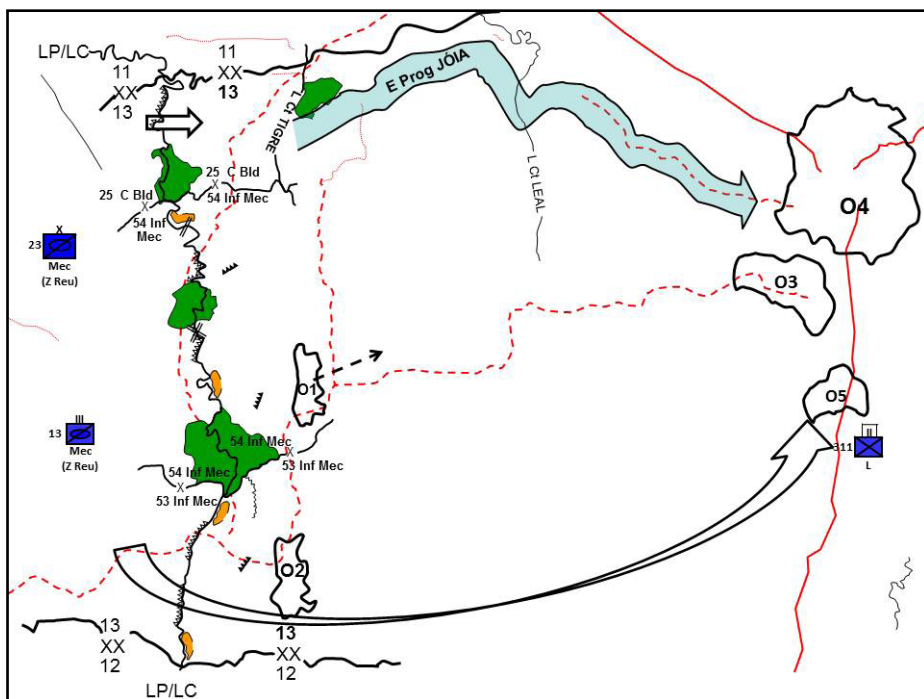 LP/LC
11
XX
13
11
XX
13
L Ct TIGRE
E Prog JÓIA
L Ct LEAL
25 C Bld
X
54 Inf
Mec
25 C Bld
X
54 Inf Mec
O4
X
23
Mec
(Z Reu)
O3
O1
O5
III
13
Mec
(Z Reu)
54 Inf Mec
X
53 Inf Mec
54 Inf Mec
X
53 Inf Mec
II
311
L
O2
13
XX
12
13
XX
12
LP/LC